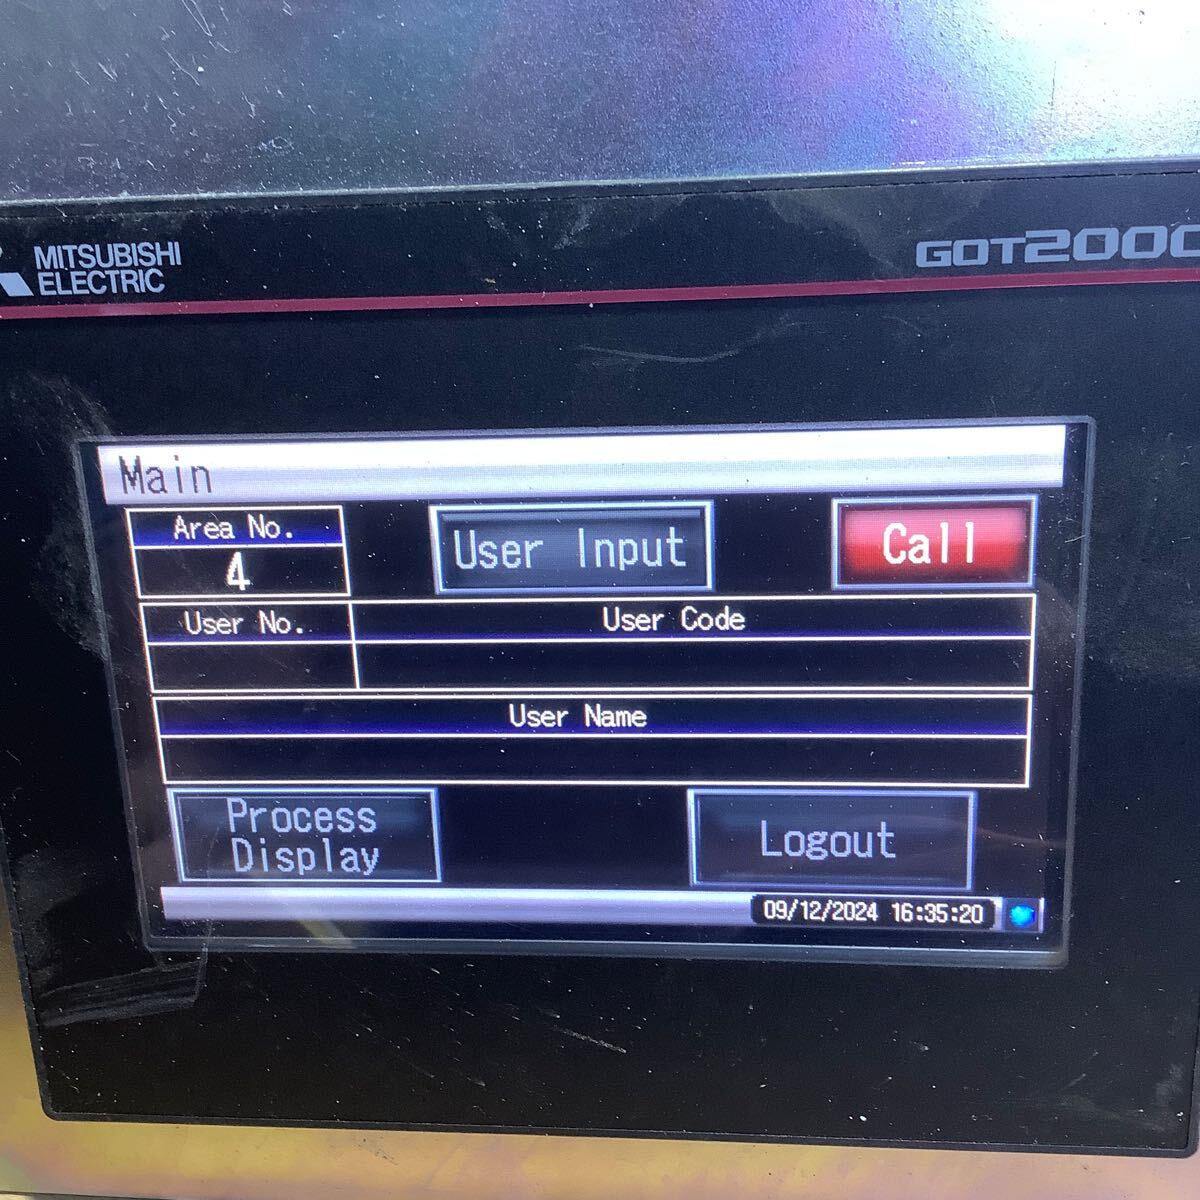 MITSUBISHI
ELECTRIC
GOT2000
Main
Area No.
4
User Input
Call
User No.
User Code
User Name
Process
Display
Logout
09/12/2024 16:35:20